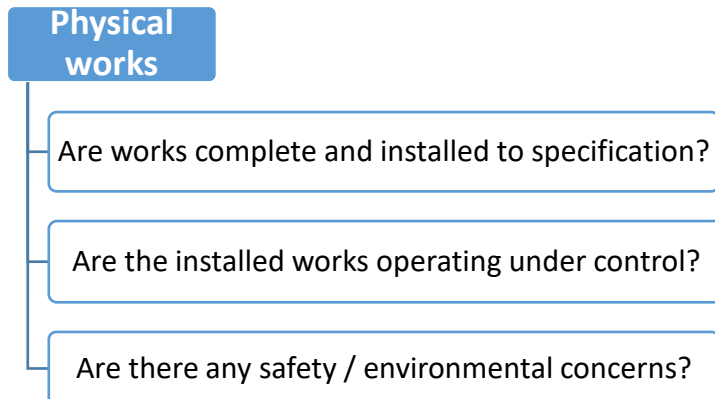 Physical
works
Are works complete and installed to specification?
Are the installed works operating under control?
Are there any safety / environmental concerns?